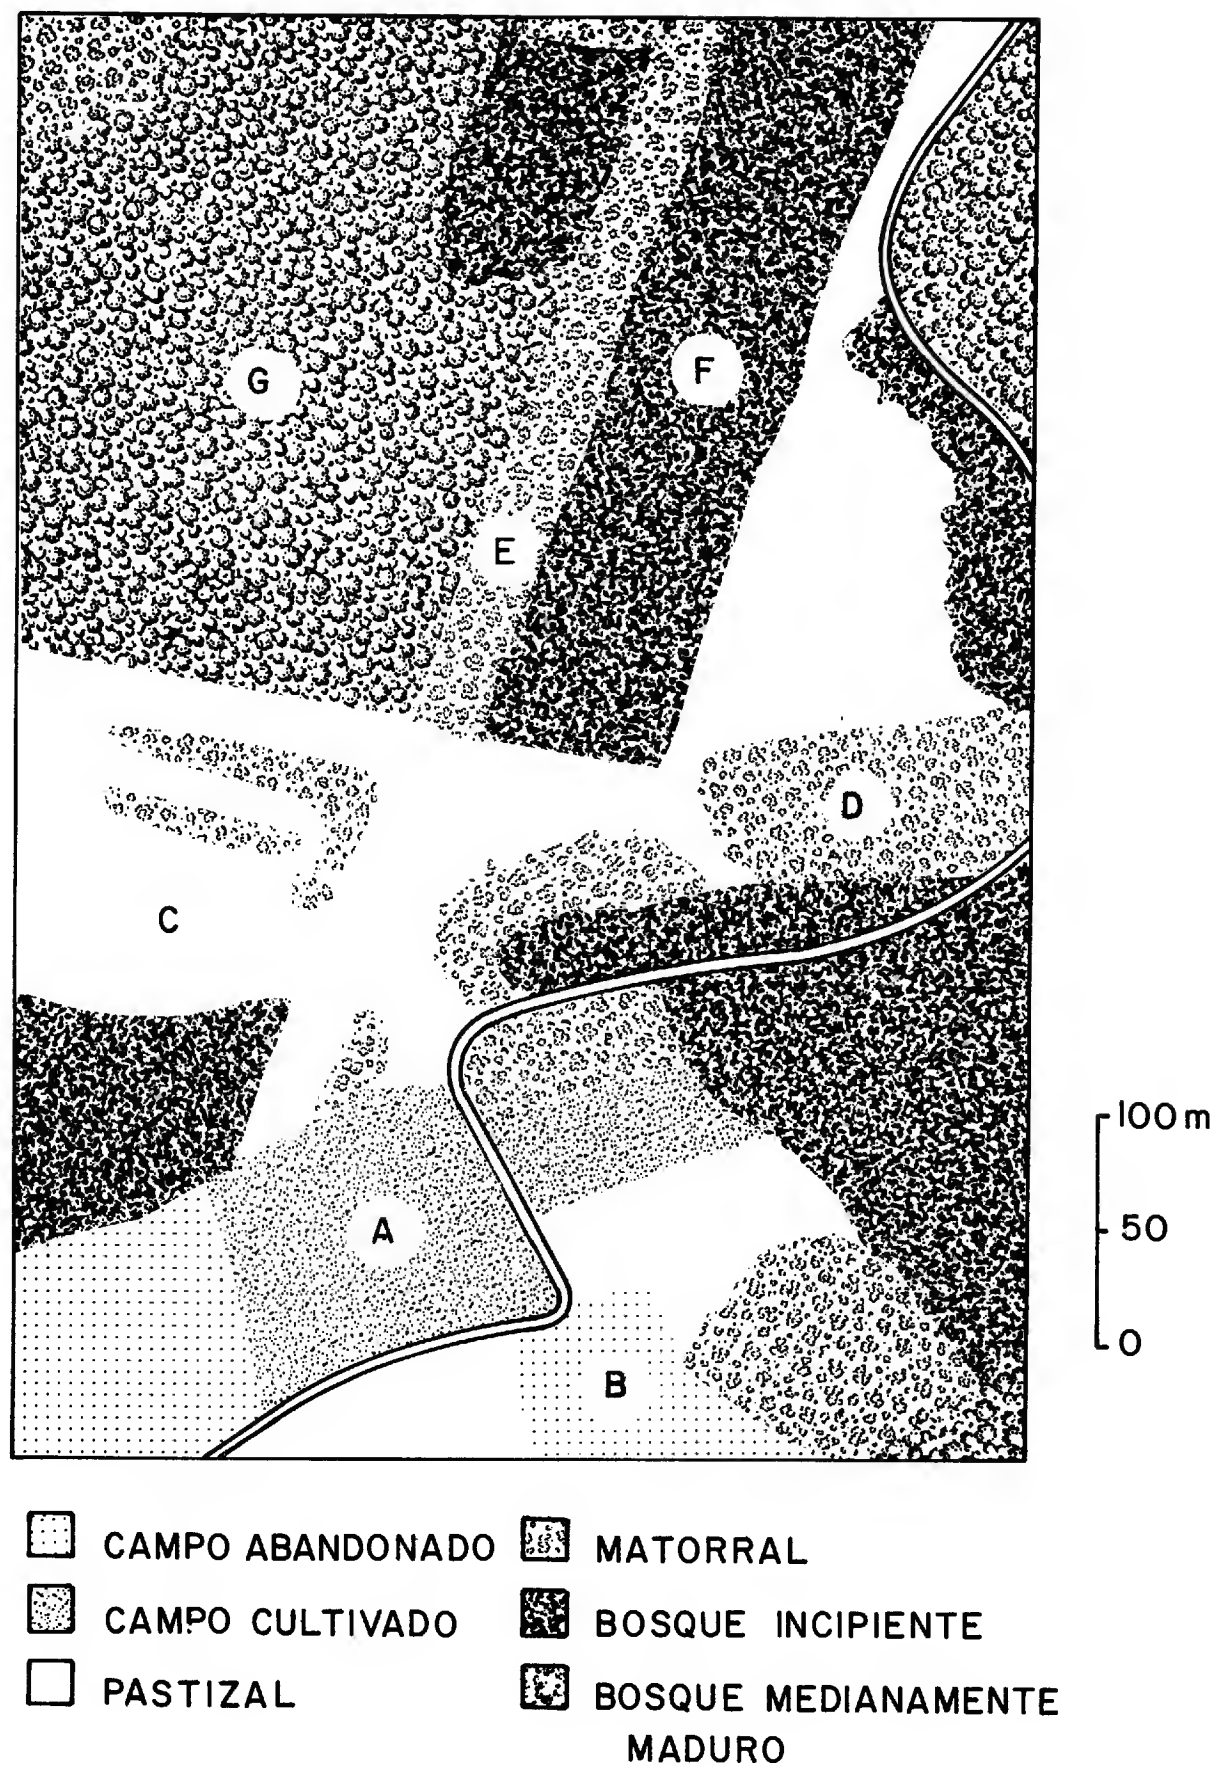 G
F
E
D
C
A
B
100 m
50
0
CAMPO ABANDONADO
CAMPO CULTIVADO
PASTIZAL
MATORRAL
BOSQUE INCIPIENTE
BOSQUE MEDIANAMENTE
MADURO